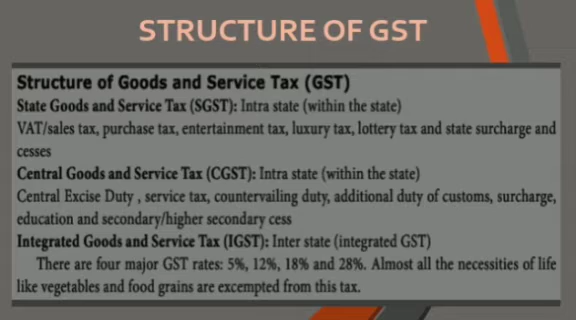 STRUCTURE OF GST
Structure of Goods and Service Tax (GST)
State Goods and Service Tax (SGST): Intra state (within the state)
VAT/sales tax, purchase tax, entertainment tax, luxury tax, lottery tax and state surcharge and
cesses
Central Goods and Service Tax (CGST): Intra state (within the state)
Central Excise Duty , service tax, countervailing duty, additional duty of customs, surcharge,
education and secondary/higher secondary cess
Integrated Goods and Service Tax (IGST): Inter state (integrated GST)
There are four major GST rates: 5%, 12%, 18% and 28%. Almost all the necessities of life
like vegetables and food grains are excempted from this tax.